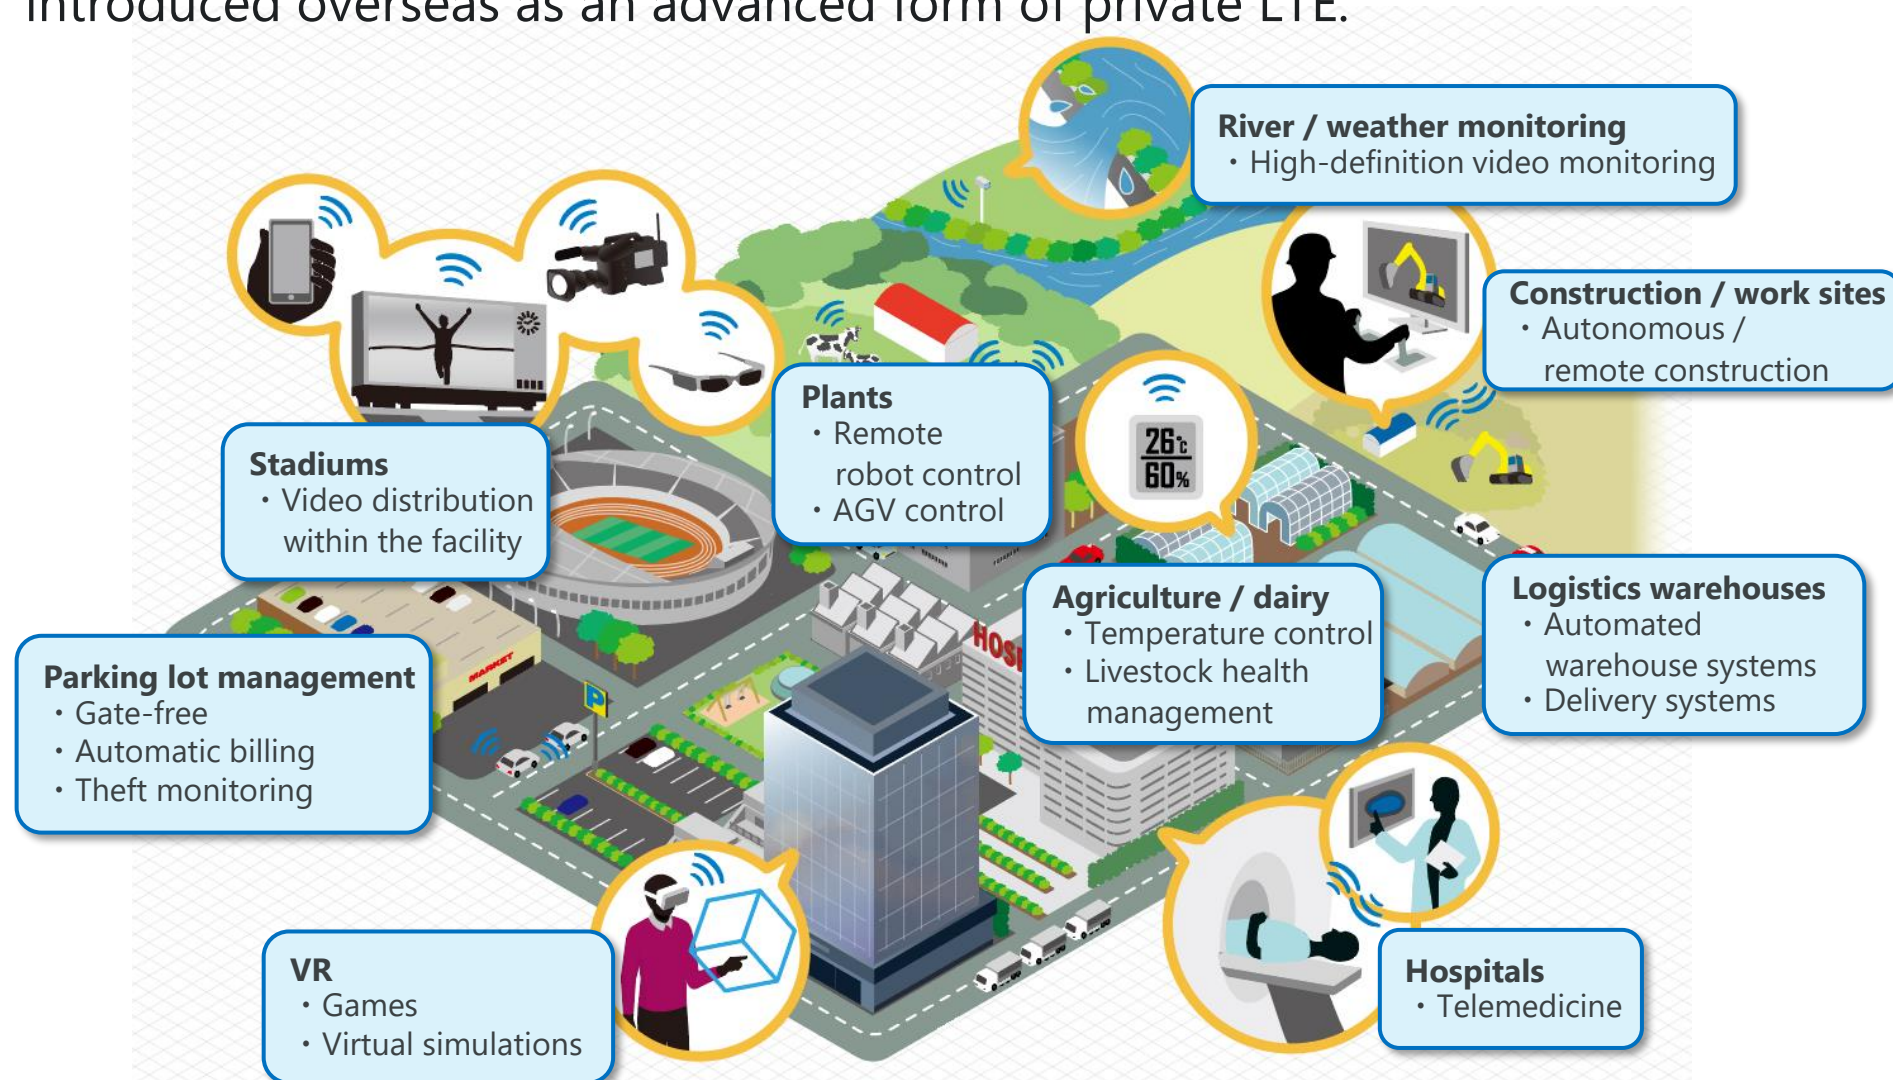 introduced overseas as an advanced form of private LTE.
River / weather monitoring
・High-definition video monitoring
Construction / work sites
・Autonomous /
remote construction
Plants
・Remote
robot control
・AGV control
26℃
60%
Stadiums
・Video distribution
within the facility
Agriculture / dairy
・Temperature control
・Livestock health
management
Logistics warehouses
・Automated
warehouse systems
・Delivery systems
HOS
MARKET
P
Parking lot management
・Gate-free
・Automatic billing
・Theft monitoring
VR
・Games
・Virtual simulations
Hospitals
・Telemedicine